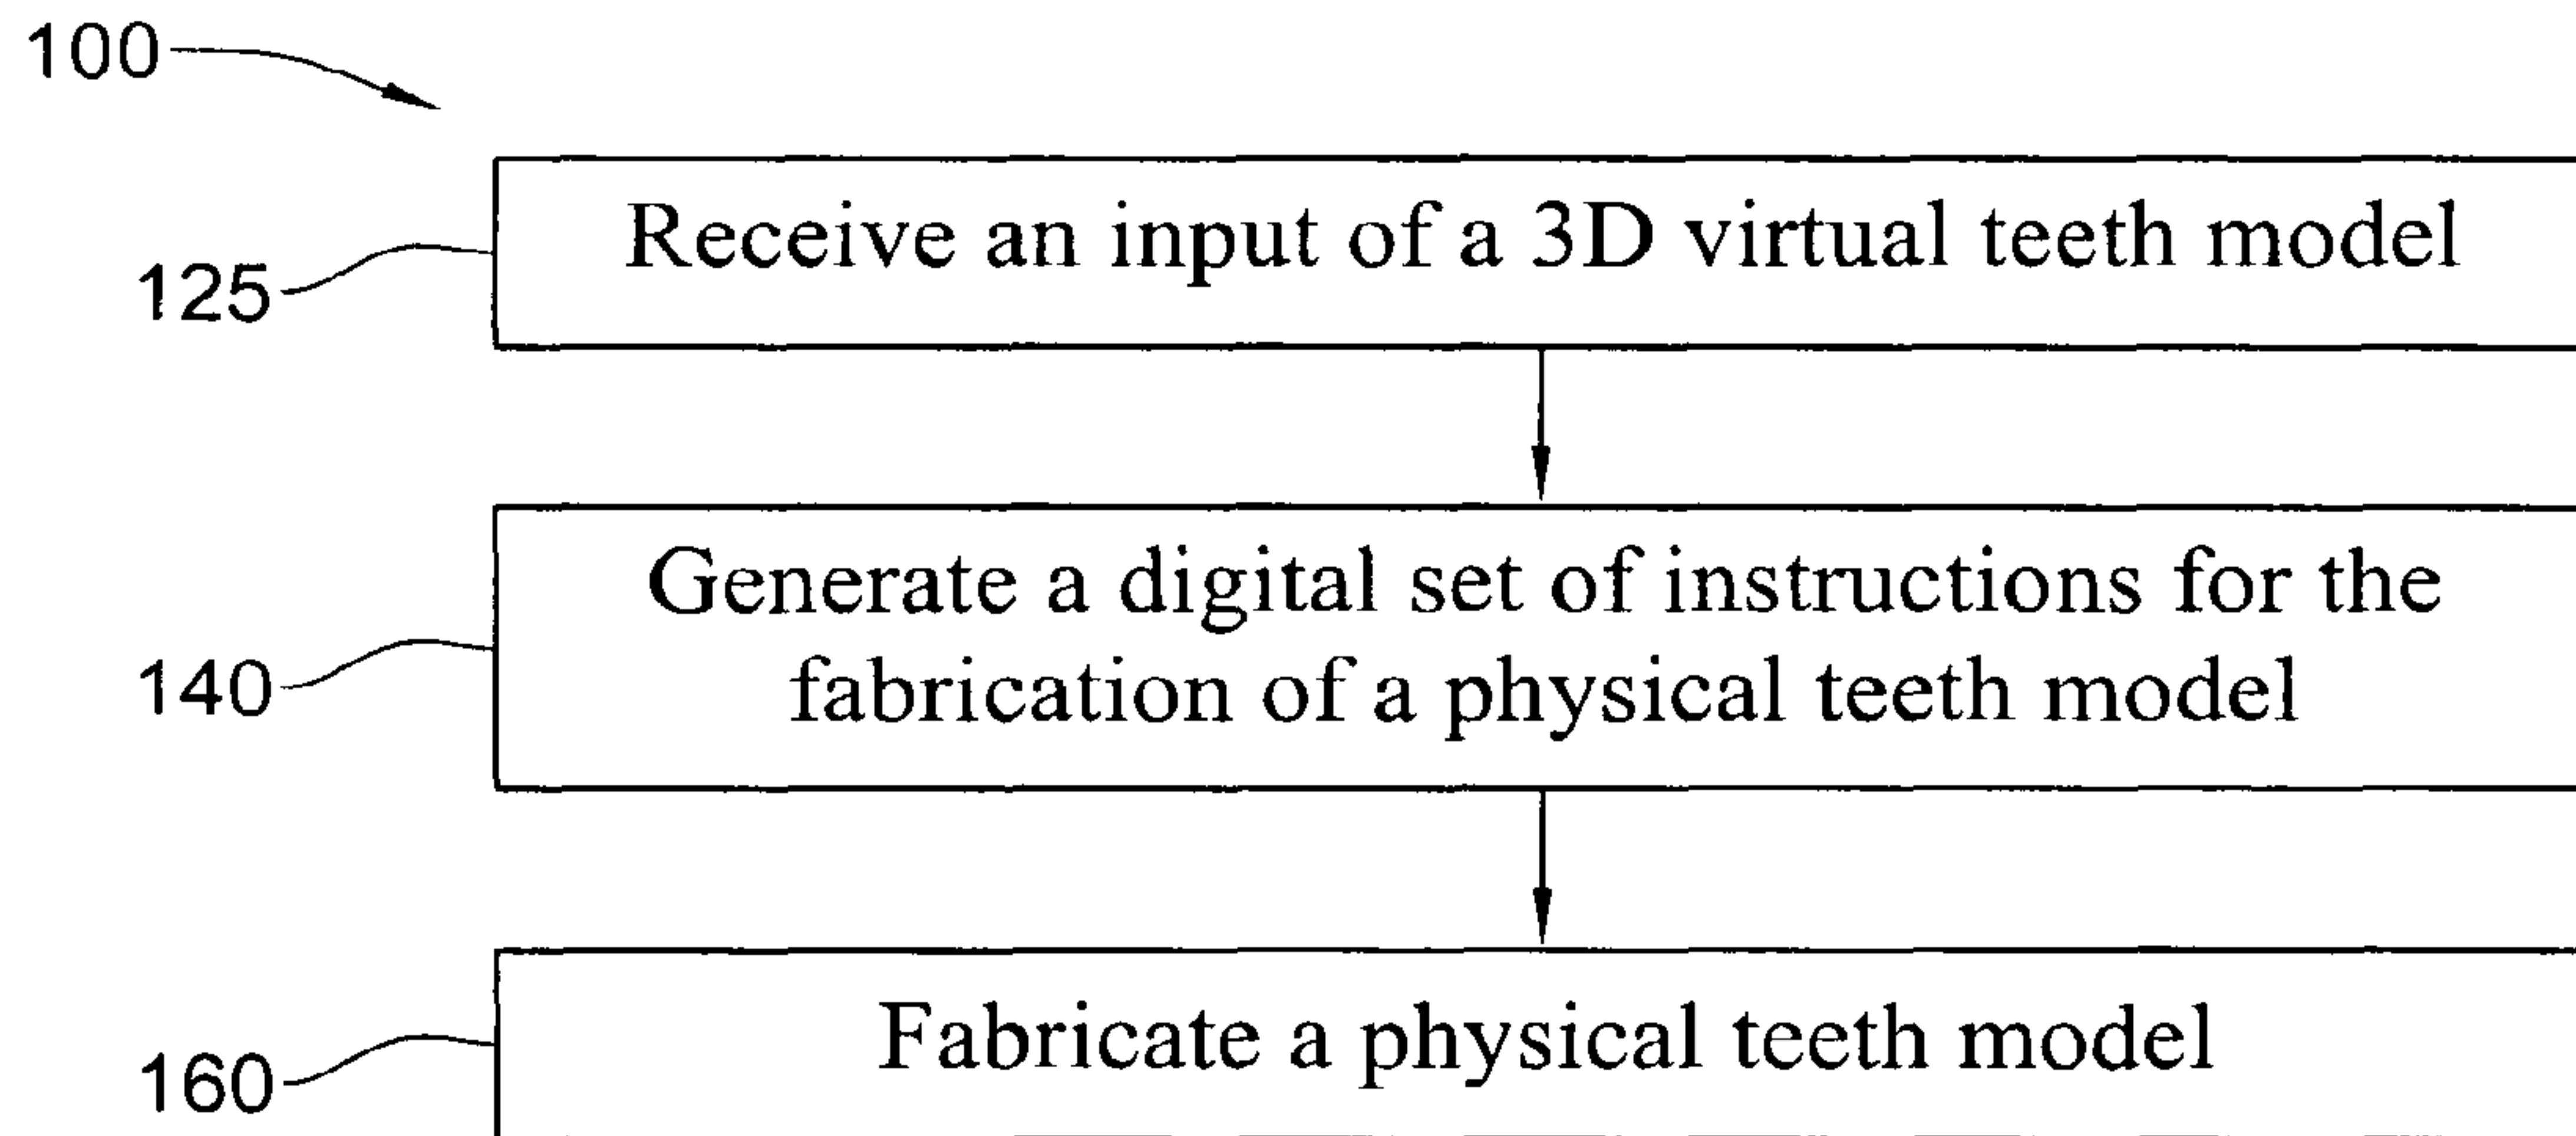 100
125
Receive an input of a 3D virtual teeth model
140
Generate a digital set of instructions for the
fabrication of a physical teeth model
160
Fabricate a physical teeth model